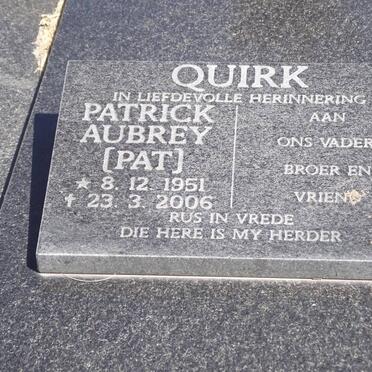 QUIRK
IN LIEFDEVOLLE HERINNERING
PATRICK
AUBREY
[PAT]
★ 8. 12. 1951
✝ 23. 3. 2006
AAN
ONS VADER
BROER EN
VRIEND
RUS IN VREDE
DIE HERE IS MY HERDER